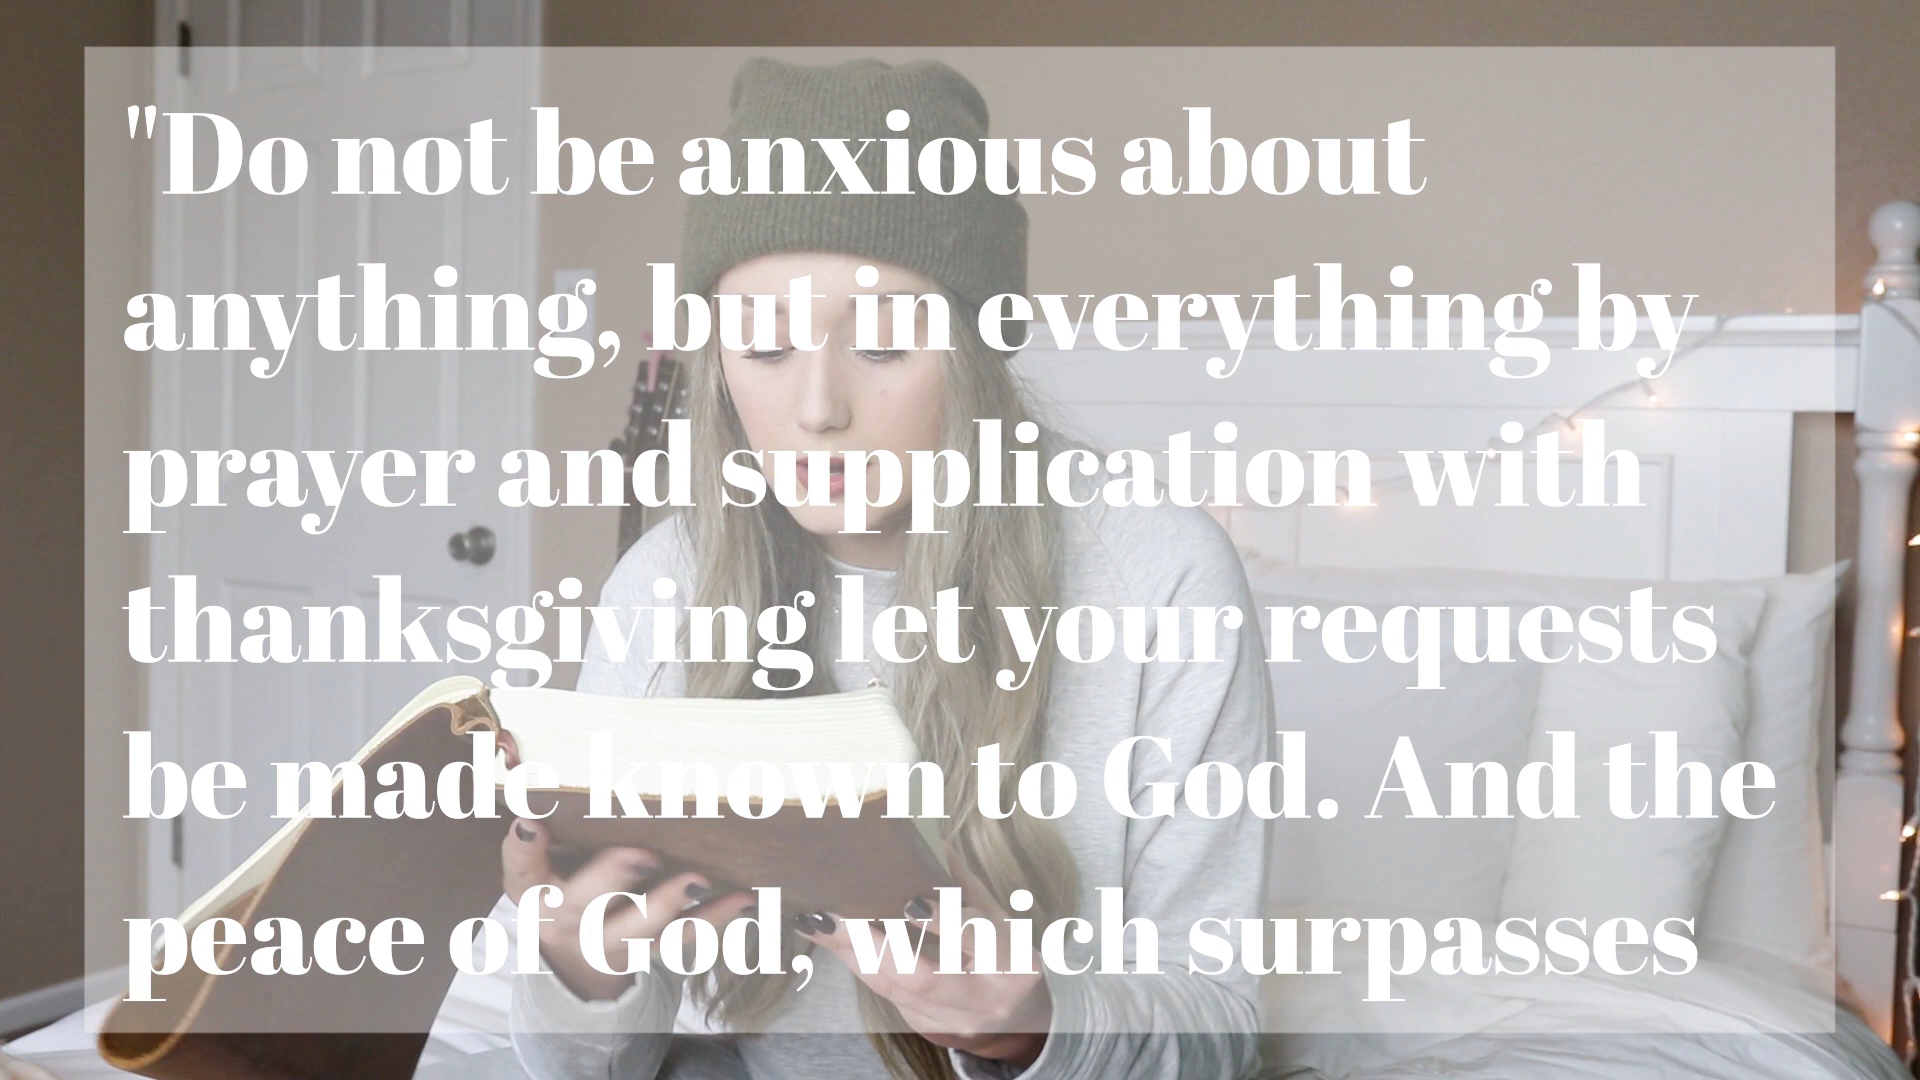 "Do not be anxious about
anything, but in everything by
prayer and supplication with
thanksgiving let your requests
be made known to God. And the
peace of God, which surpasses